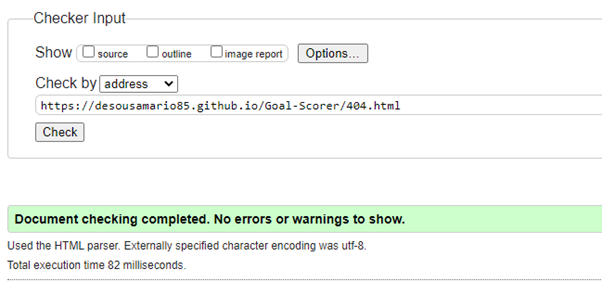 Checker Input
Show source outline image report Options...
Check by address
https://desousamario85.github.io/Goal-Scorer/404.html
Check
Document checking completed. No errors or warnings to show.
Used the HTML parser. Externally specified character encoding was utf-8.
Total execution time 82 milliseconds.